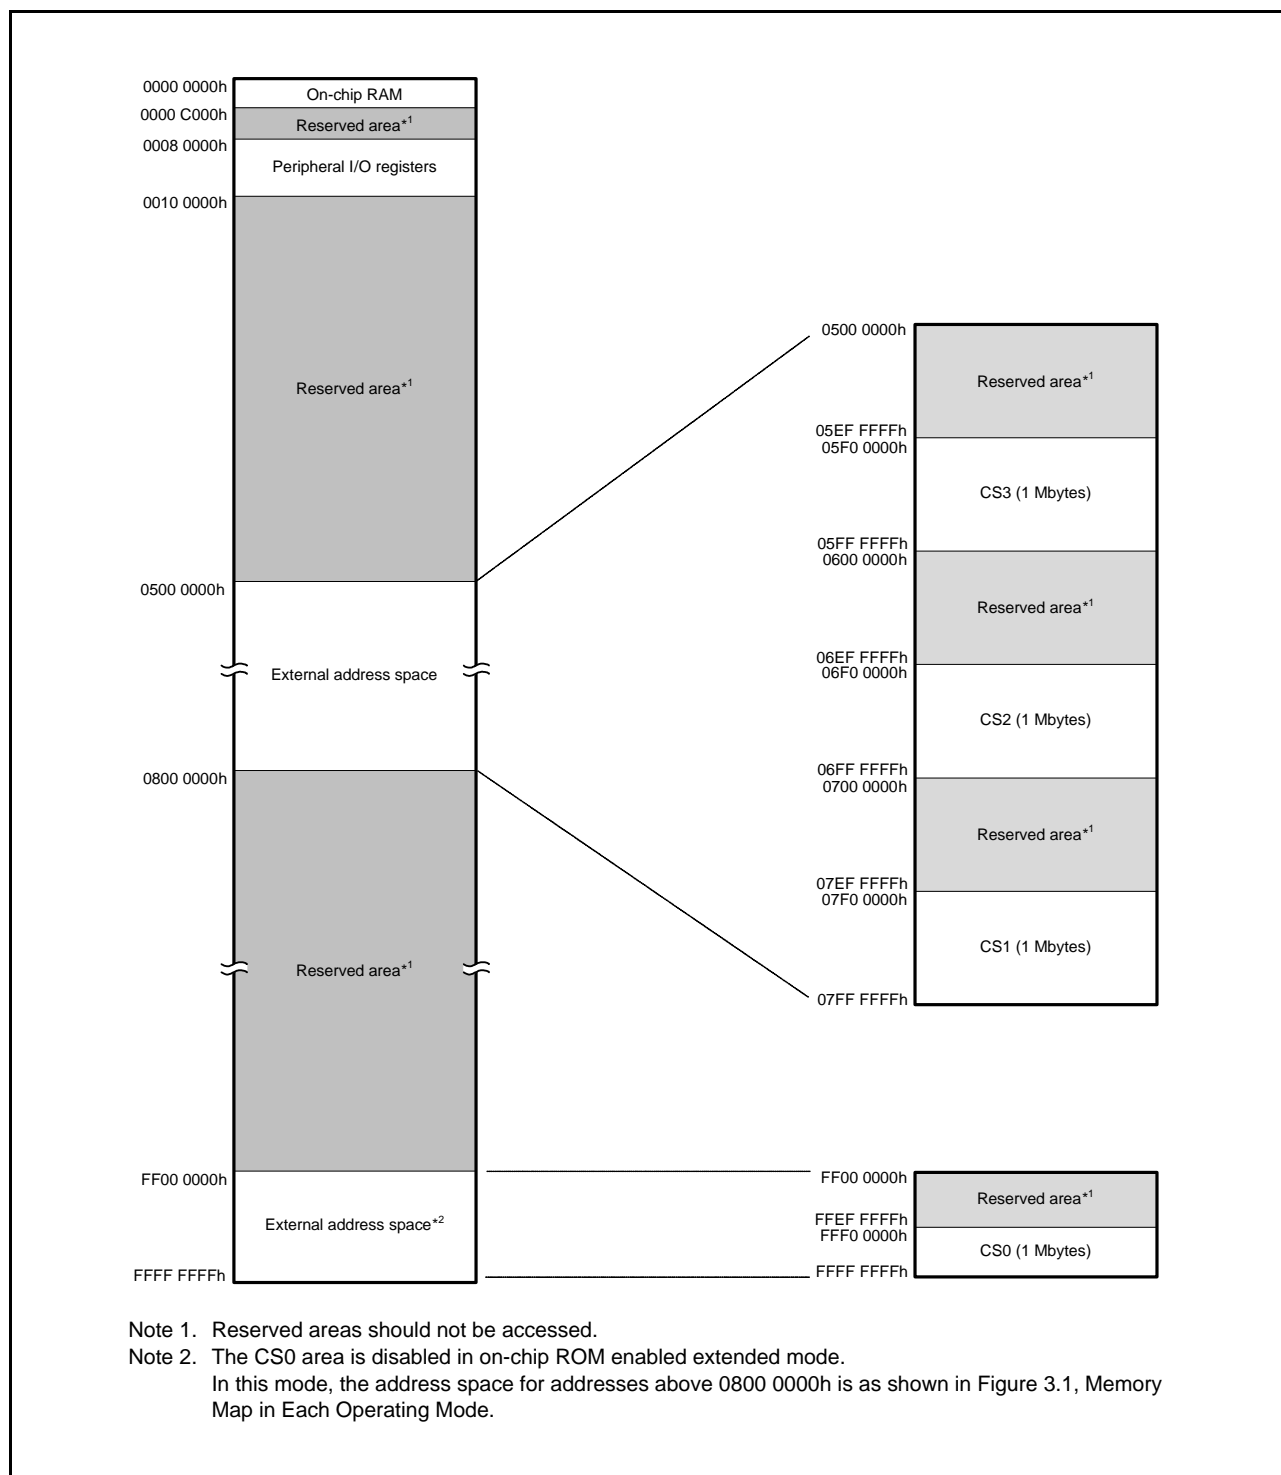 0000 0000h
On-chip RAM
0000 C000h
Reserved area*1
0008 0000h
Peripheral I/O registers
0010 0000h
Reserved area*1
0500 0000h
External address space
0800 0000h
Reserved area*1
FF00 0000h
External address space*2
FFFF FFFFh
0500 0000h
Reserved area*1
05EF FFFFh
05F0 0000h
CS3 (1 Mbytes)
05FF FFFFh
0600 0000h
Reserved area*1
06EF FFFFh
06F0 0000h
CS2 (1 Mbytes)
06FF FFFFh
0700 0000h
Reserved area*1
07EF FFFFh
07F0 0000h
CS1 (1 Mbytes)
07FF FFFFh
FF00 0000h
Reserved area*1
FFEF FFFFh
FFF0 0000h
CS0 (1 Mbytes)
FFFF FFFFh
Note 1. Reserved areas should not be accessed.
Note 2. The CS0 area is disabled in on-chip ROM enabled extended mode.
In this mode, the address space for addresses above 0800 0000h is as shown in Figure 3.1, Memory
Map in Each Operating Mode.